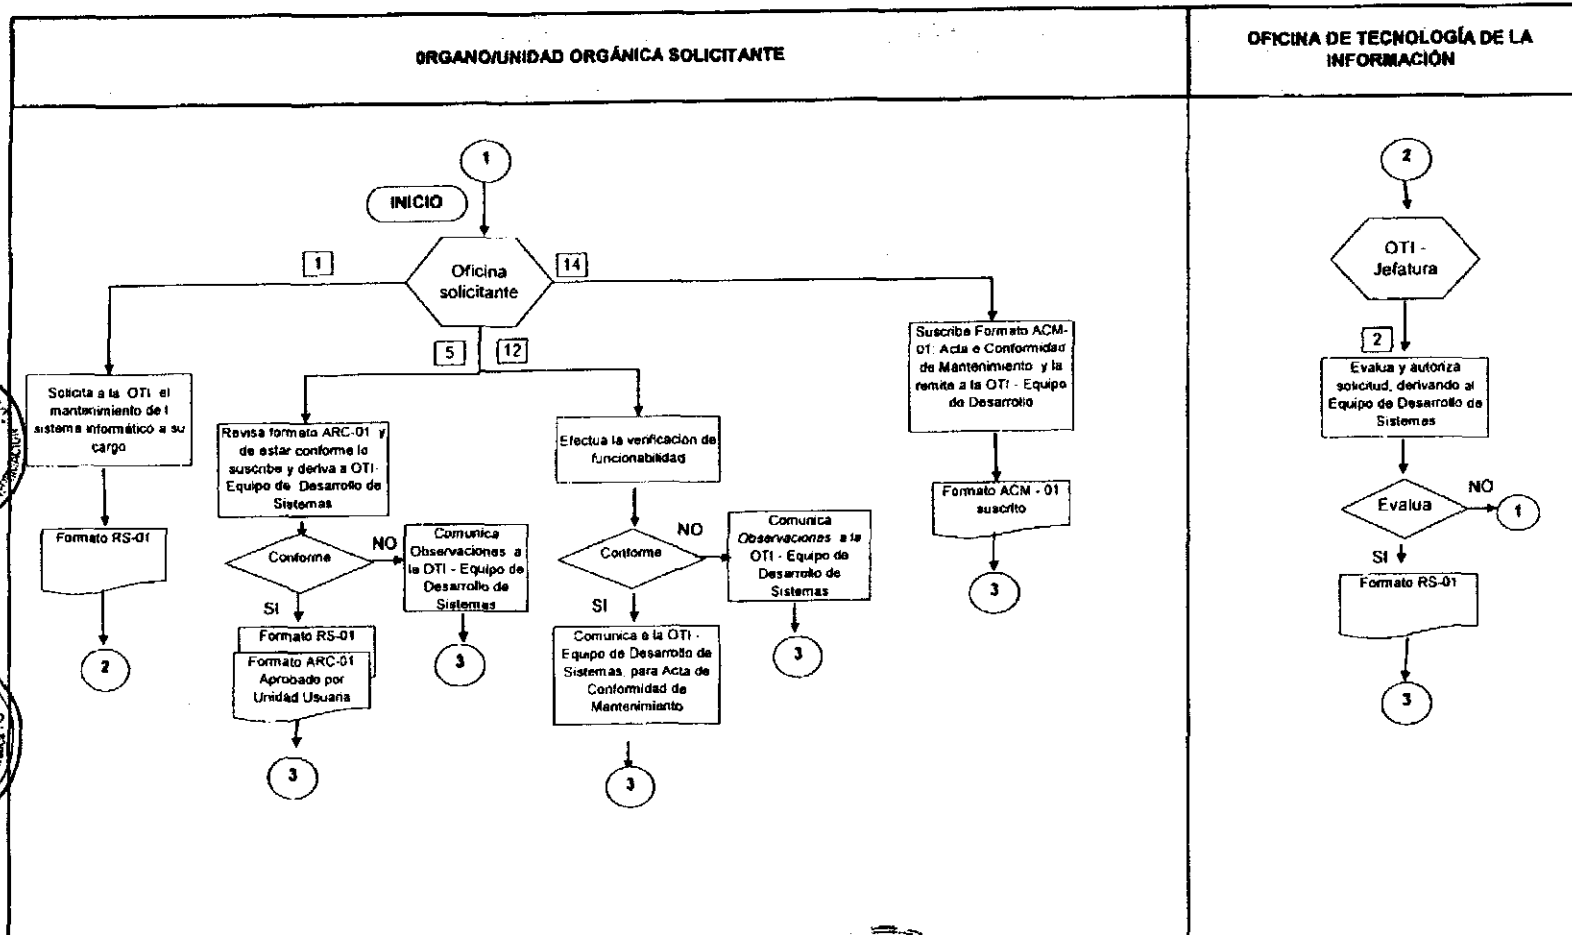 ORGANO/UNIDAD ORGÁNICA SOLICITANTE
OFICINA DE TECNOLOGÍA DE LA
INFORMACIÓN
1
INICIO
Oficina
solicitante
1
14
5
12
Solicita a la OTI el
mantenimiento de l
sistema informático a su
cargo
Formato RS-01
2
Revisa formato ARC-01 y
de estar conforme lo
suscribe y deriva a OTI-
Equipo de Desarrollo de
Sistemas
Conforme
NO
Comunica
Observaciones a
la OTI - Equipo de
Desarrollo de
Sistemas
3
SI
Formato RS-01
Formato ARC-01
Aprobado por
Unidad Usuaria
3
Efectua la verificación de
funcionabilidad
Conforme
NO
Comunica
Observaciones a la
OTI - Equipo de
Desarrollo de
Sistemas
3
SI
Comunica a la OTI -
Equipo de Desarrollo de
Sistemas, para Acta de
Conformidad de
Mantenimiento
3
Suscribe Formato ACM-
01: Acta e Conformidad
de Mantenimiento y la
remite a la OTI - Equipo
de Desarrollo
Formato ACM - 01
suscrito
3
2
OTI -
Jefatura
2
Evalua y autoriza
solicitud, derivando al
Equipo de Desarrollo de
Sistemas
Evalua
NO
1
SI
Formato RS-01
3